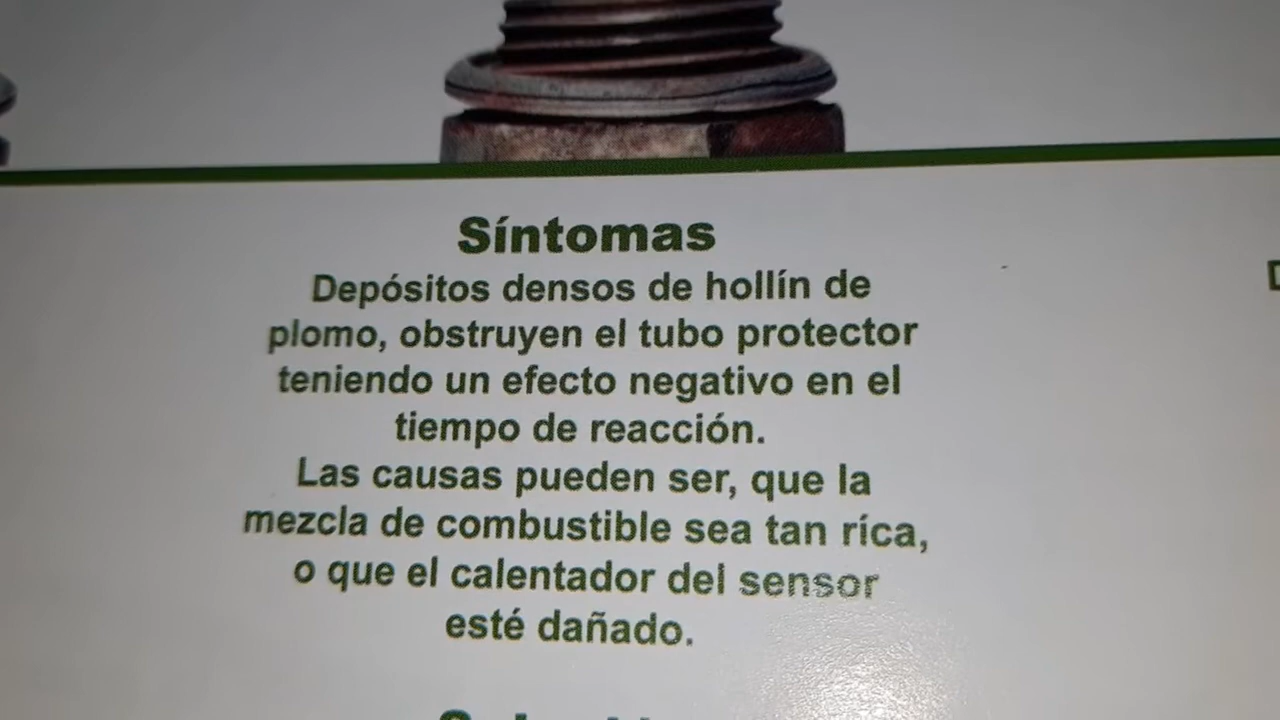 Síntomas
Depósitos densos de hollín de
plomo, obstruyen el tubo protector
teniendo un efecto negativo en el
tiempo de reacción.
Las causas pueden ser, que la
mezcla de combustible sea tan ríca,
o que el calentador del sensor
esté dañado.